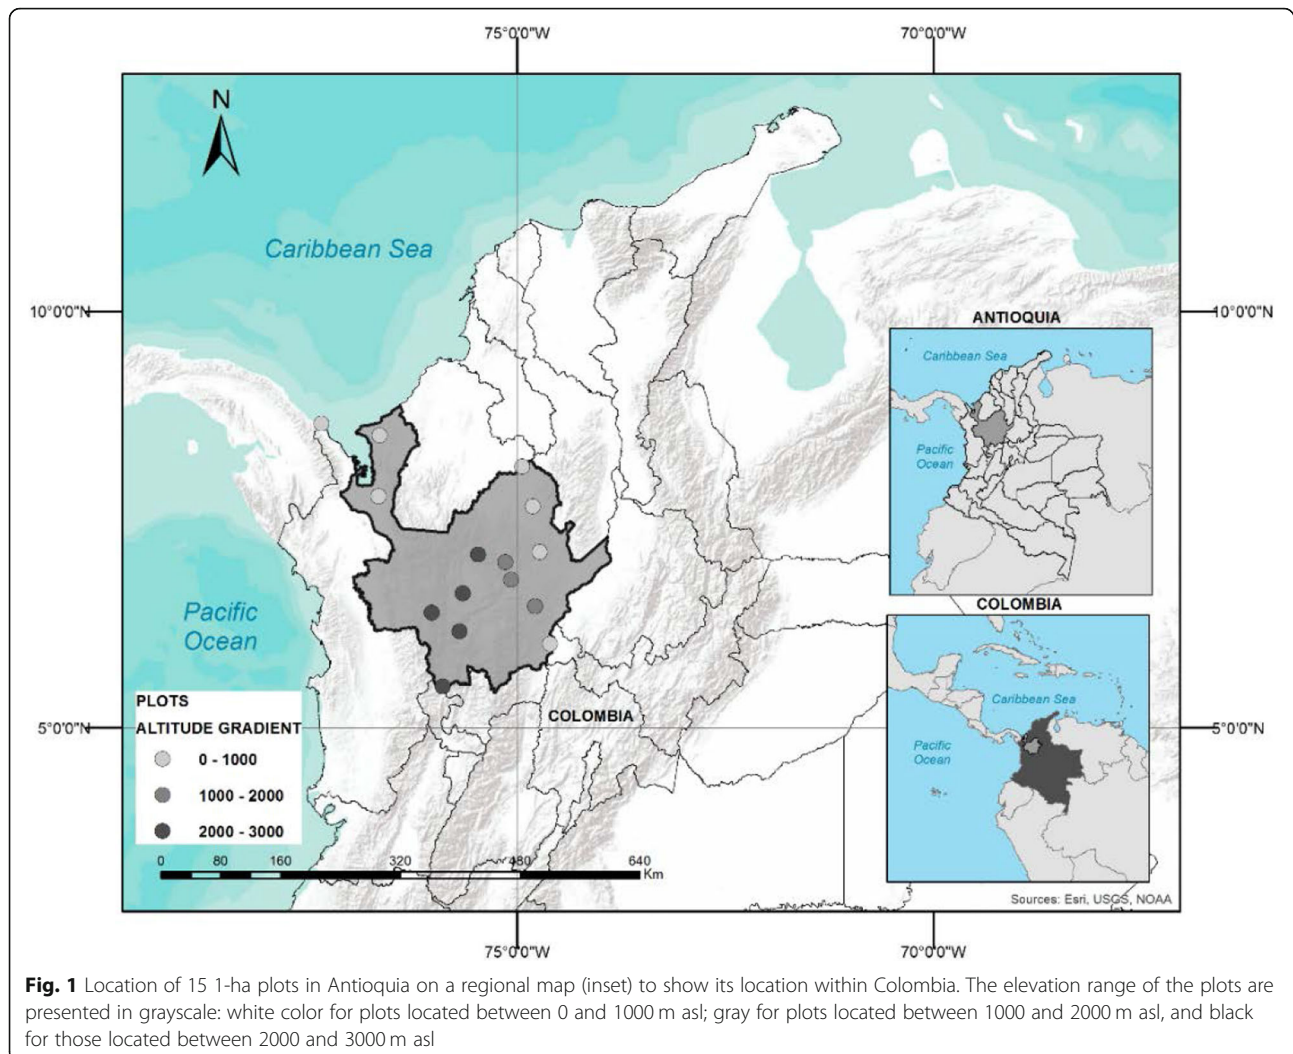 75°0'0"W
70°0'0"W
N
Caribbean Sea
10°0'0"N
10°0'0"N
ANTIOQUIA
Caribbean Sea
Pacific
Ocean
Pacific
Ocean
COLOMBIA
Caribbean Sea
Pacific
Ocean
PLOTS
ALTITUDE GRADIENT
COLOMBIA
5°0'0"N
5°0'0"N
0 - 1000
1000 - 2000
2000 - 3000
0 80 160 320 480 640
Km
Sources: Esri, USGS, NOAA
75°0'0"W
70°0'0"W
Fig. 1 Location of 15 1-ha plots in Antioquia on a regional map (inset) to show its location within Colombia. The elevation range of the plots are
presented in grayscale: white color for plots located between 0 and 1000 m asl; gray for plots located between 1000 and 2000 m asl, and black
for those located between 2000 and 3000 m asl